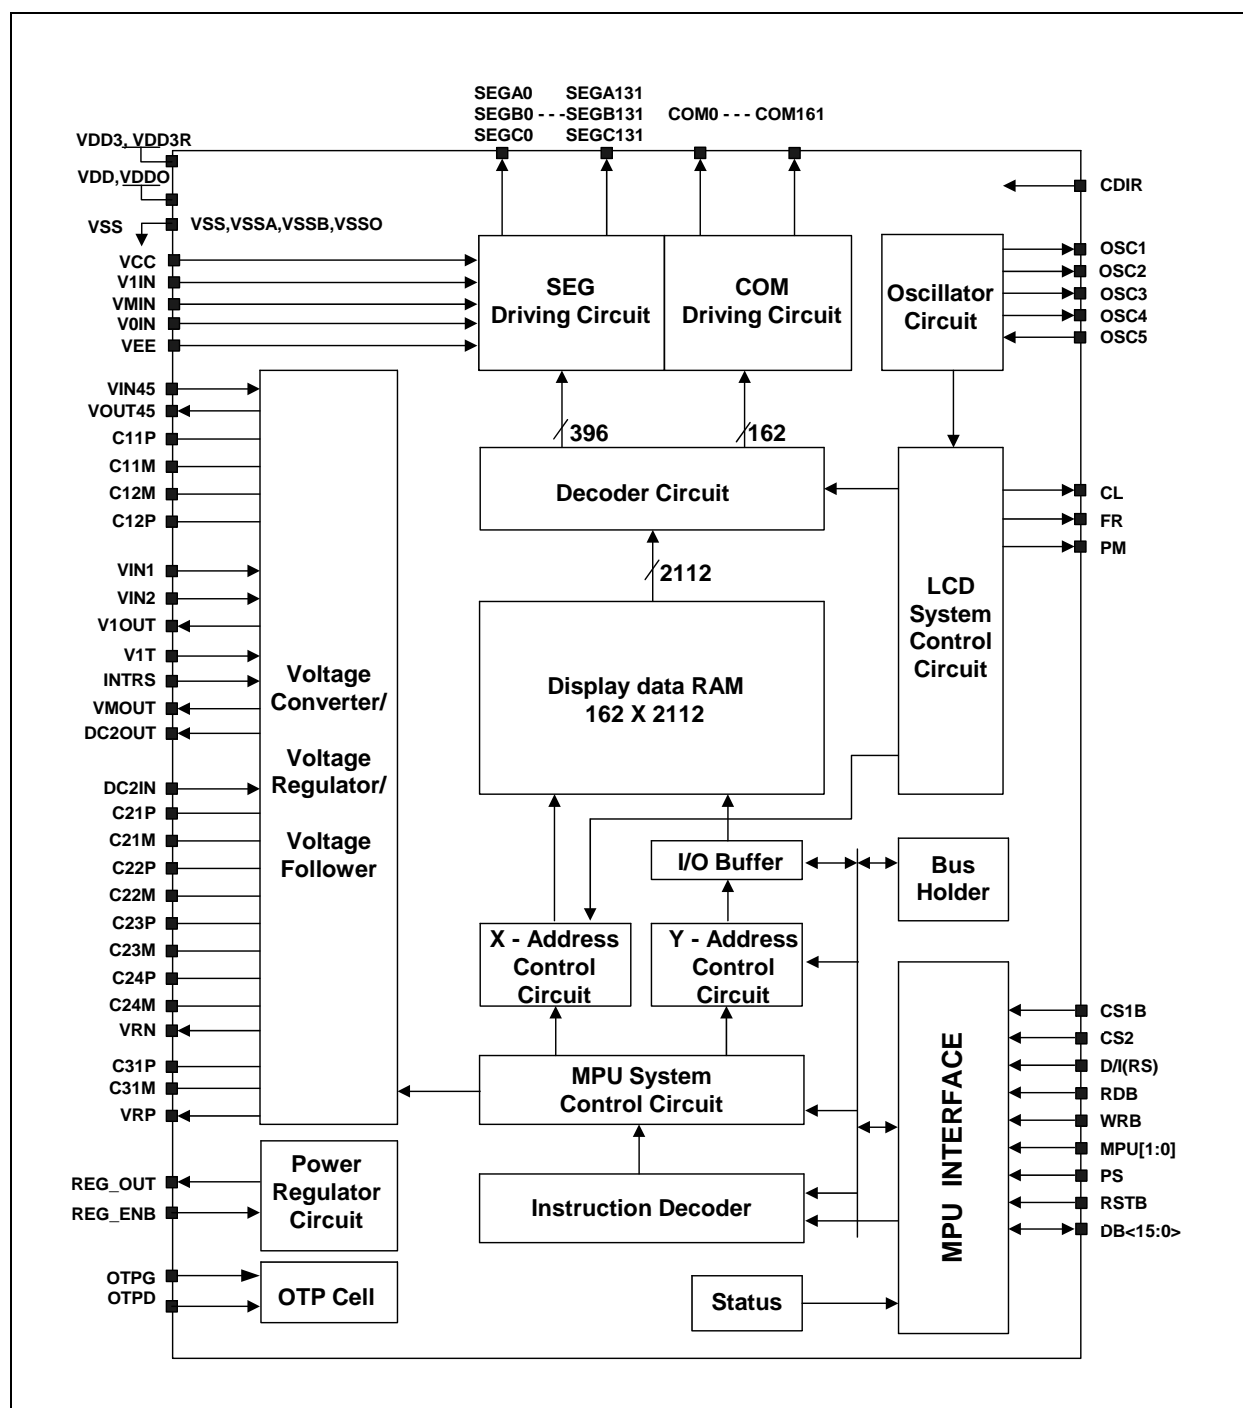 SEGA0 SEGA131
SEGB0 - - - SEGB131 COM0 - - - COM161
SEGC0 SEGC131
VDD3, VDD3R
VDD,VDDO
VSS
VSS,VSSA,VSSB,VSSO
VCC
V1IN
VMIN
V0IN
VEE
VIN45
VOUT45
C11P
C11M
C12M
C12P
VIN1
VIN2
V1OUT
V1T
INTRS
VMOUT
DC2OUT
DC2IN
C21P
C21M
C22P
C22M
C23P
C23M
C24P
C24M
VRN
C31P
C31M
VRP
REG_OUT
REG_ENB
OTPG
OTPD
Voltage
Converter/
Voltage
Regulator/
Voltage
Follower
Power
Regulator
Circuit
OTP Cell
SEG
Driving Circuit
COM
Driving Circuit
396
162
Decoder Circuit
2112
Display data RAM
162 X 2112
I/O Buffer
X - Address
Control
Circuit
Y - Address
Control
Circuit
MPU System
Control Circuit
Instruction Decoder
Status
Oscillator
Circuit
LCD
System
Control
Circuit
Bus
Holder
MPU INTERFACE
CDIR
OSC1
OSC2
OSC3
OSC4
OSC5
CL
FR
PM
CS1B
CS2
D/I(RS)
RDB
WRB
MPU[1:0]
PS
RSTB
DB<15:0>